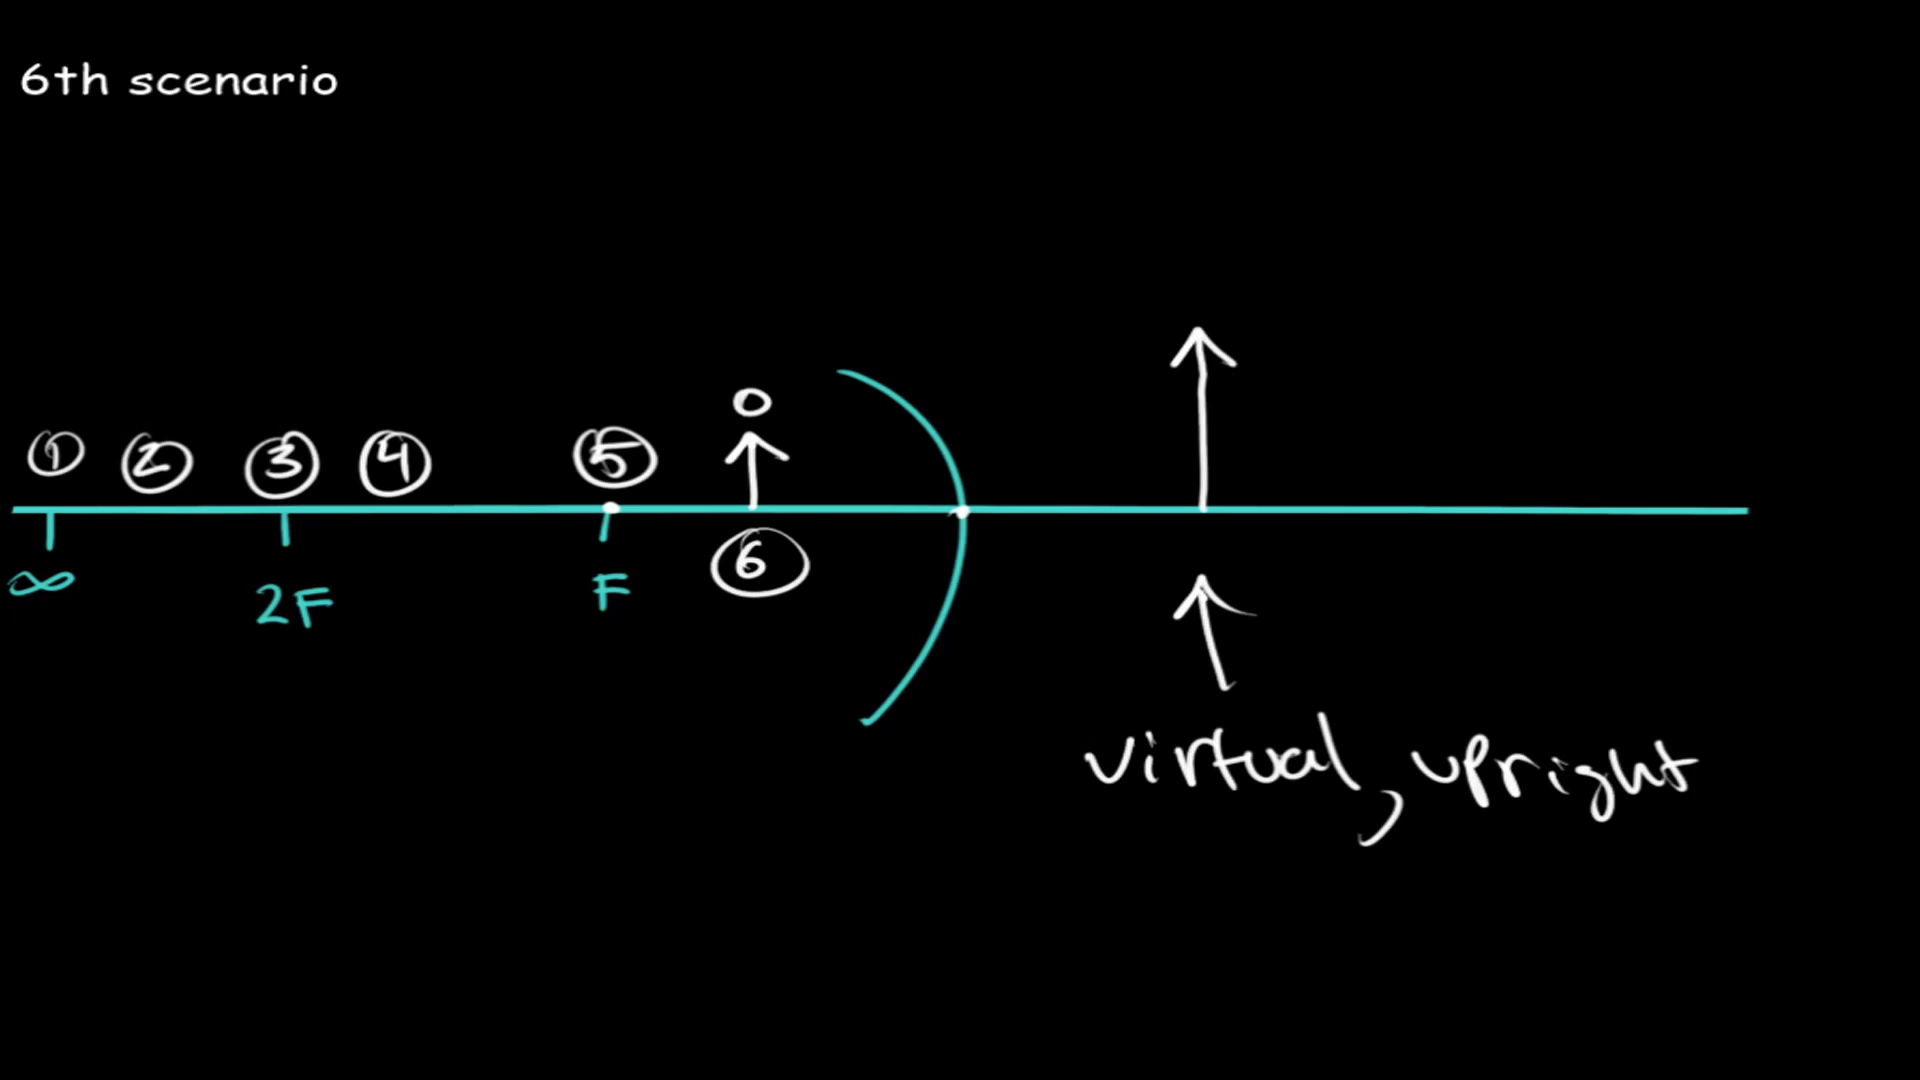 6th scenario
O
① ② ③ ④ ⑤
⑥
∞ 2F F
virtual, upright